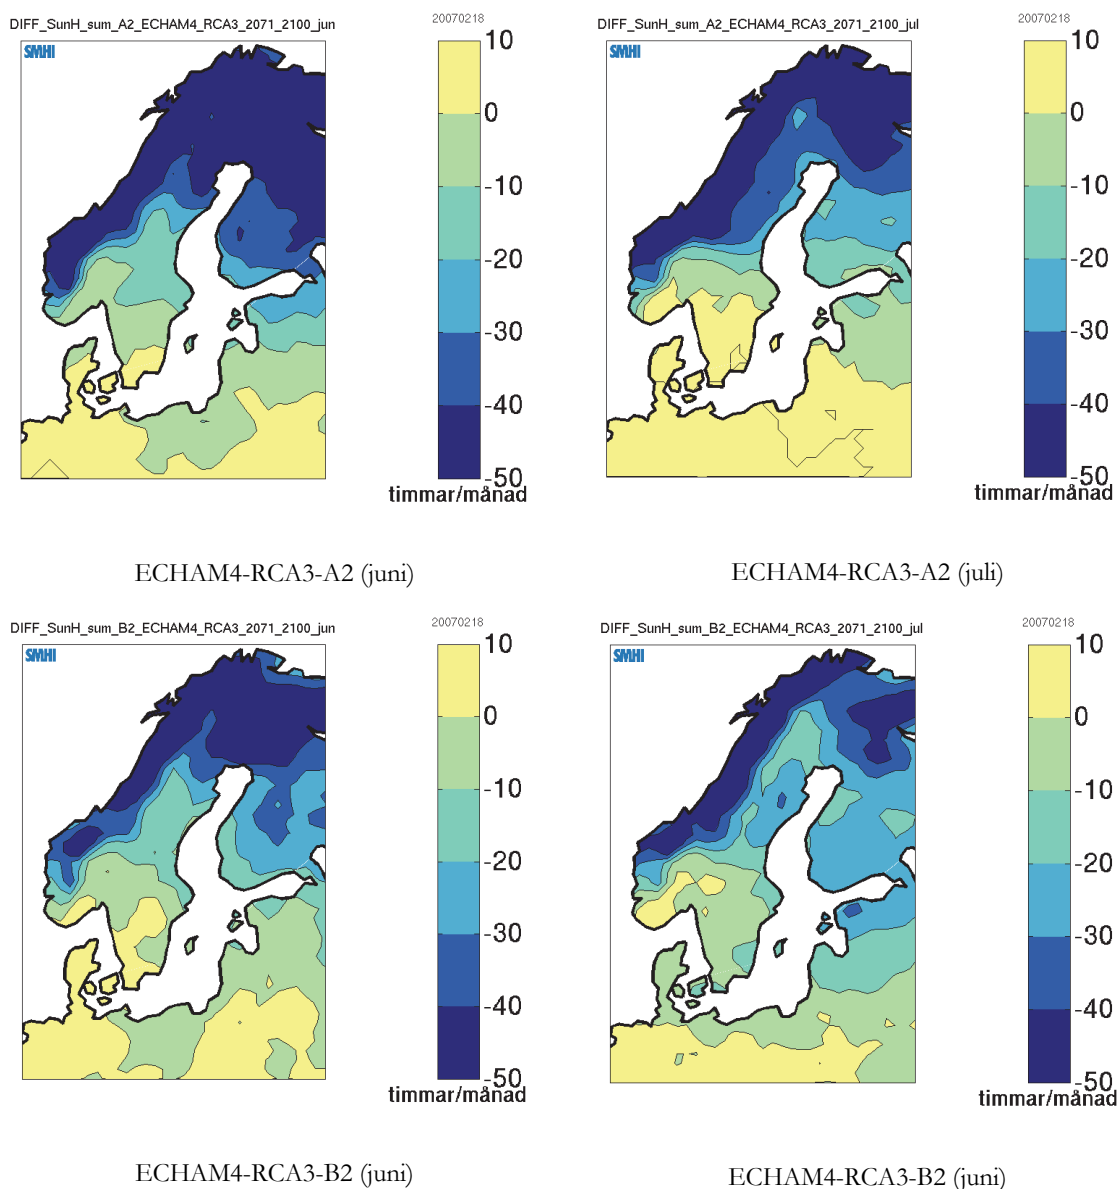 DIFF_SunH_sum_A2_ECHAM4_RCA3_2071_2100_jun
20070218
SMHI
10
0
-10
-20
-30
-40
-50
timmar/månad
ECHAM4-RCA3-A2 (juni)
DIFF_SunH_sum_A2_ECHAM4_RCA3_2071_2100_jul
20070218
SMHI
10
0
-10
-20
-30
-40
-50
timmar/månad
ECHAM4-RCA3-A2 (juli)
DIFF_SunH_sum_B2_ECHAM4_RCA3_2071_2100_jun
20070218
SMHI
10
0
-10
-20
-30
-40
-50
timmar/månad
ECHAM4-RCA3-B2 (juni)
DIFF_SunH_sum_B2_ECHAM4_RCA3_2071_2100_jul
20070218
SMHI
10
0
-10
-20
-30
-40
-50
timmar/månad
ECHAM4-RCA3-B2 (juni)